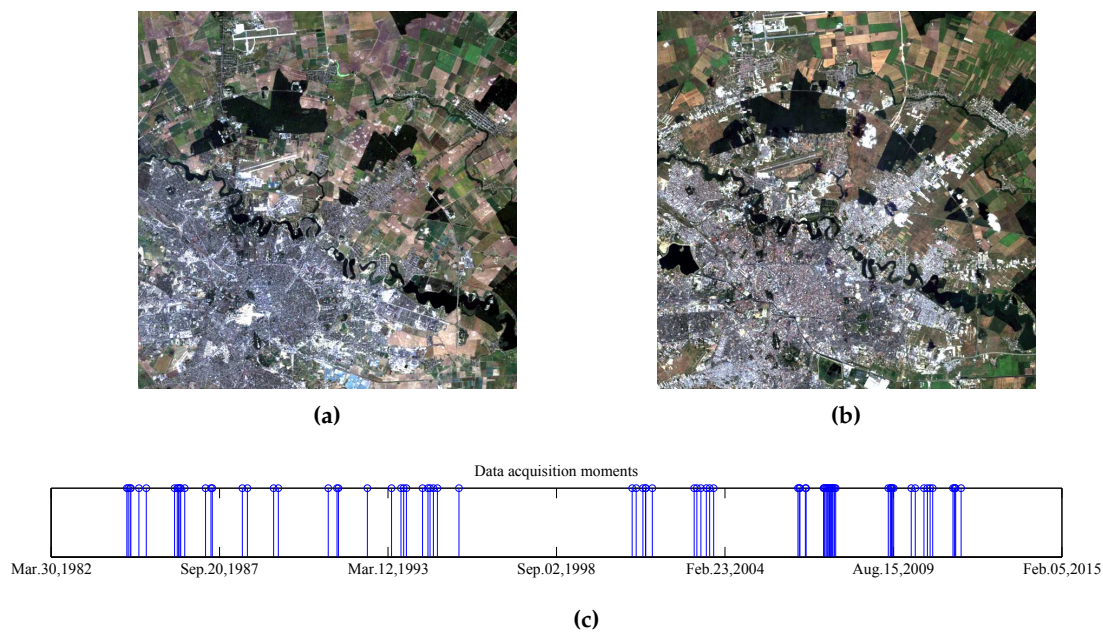 (a) (b)
Data acquisition moments
Mar.30,1982 Sep.20,1987 Mar.12,1993 Sep.02,1998 Feb.23,2004 Aug.15,2009 Feb.05,2015
(c)